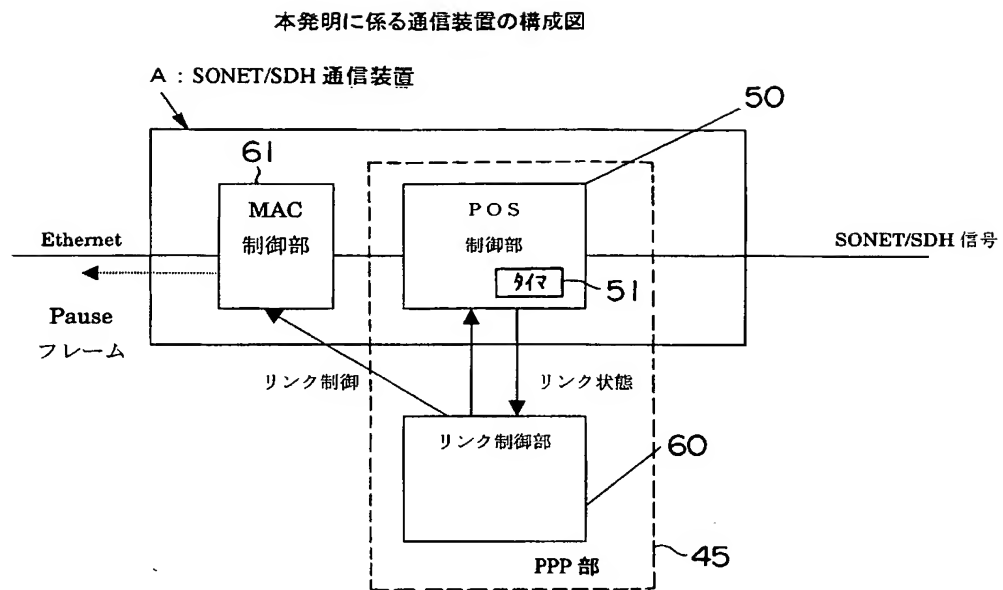 本発明に係る通信装置の構成図
A : SONET/SDH 通信装置
50
61
MAC
制御部
POS
制御部
Ethernet
SONET/SDH 信号
タイマ
51
Pause
フレーム
リンク制御
リンク状態
リンク制御部
60
PPP 部
45